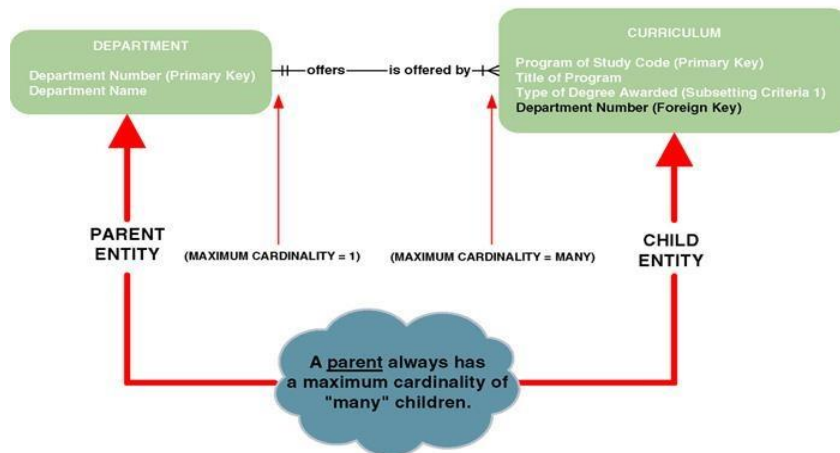 DEPARTMENT
Department Number (Primary Key)
Department Name
offers
is offered by
CURRICULUM
Program of Study Code (Primary Key)
Title of Program
Type of Degree Awarded (Subsetting Criteria 1)
Department Number (Foreign Key)
PARENT
ENTITY
(MAXIMUM CARDINALITY = 1)
(MAXIMUM CARDINALITY = MANY)
CHILD
ENTITY
A parent always has
a maximum cardinality of
"many" children.